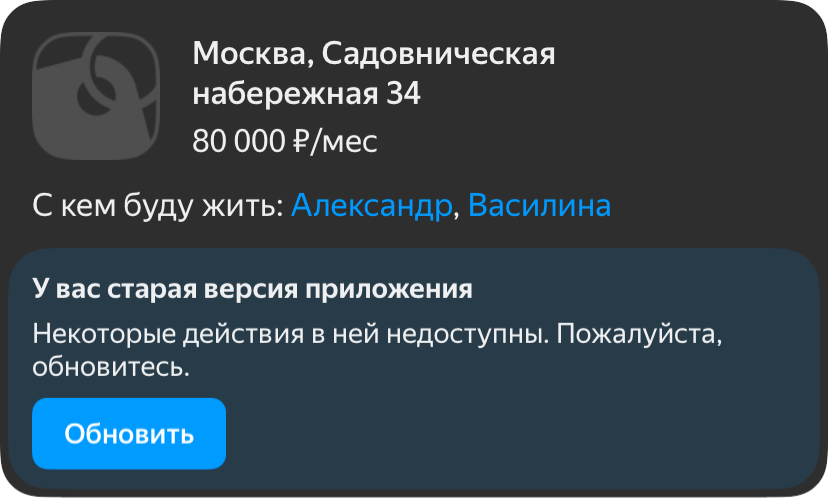 Москва, Садовническая
набережная 34
80 000 ₽/мес
С кем буду жить: Александр, Василина
У вас старая версия приложения
Некоторые действия в ней недоступны. Пожалуйста,
обновитесь.
Обновить